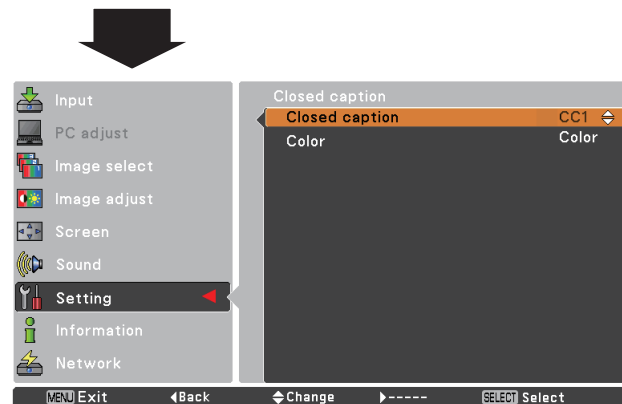 Input
PC adjust
Image select
Image adjust
Screen
Sound
Setting
Information
Network
Closed caption
Closed caption CC1
Color Color
MENU Exit Back Change ----- SELECT Select